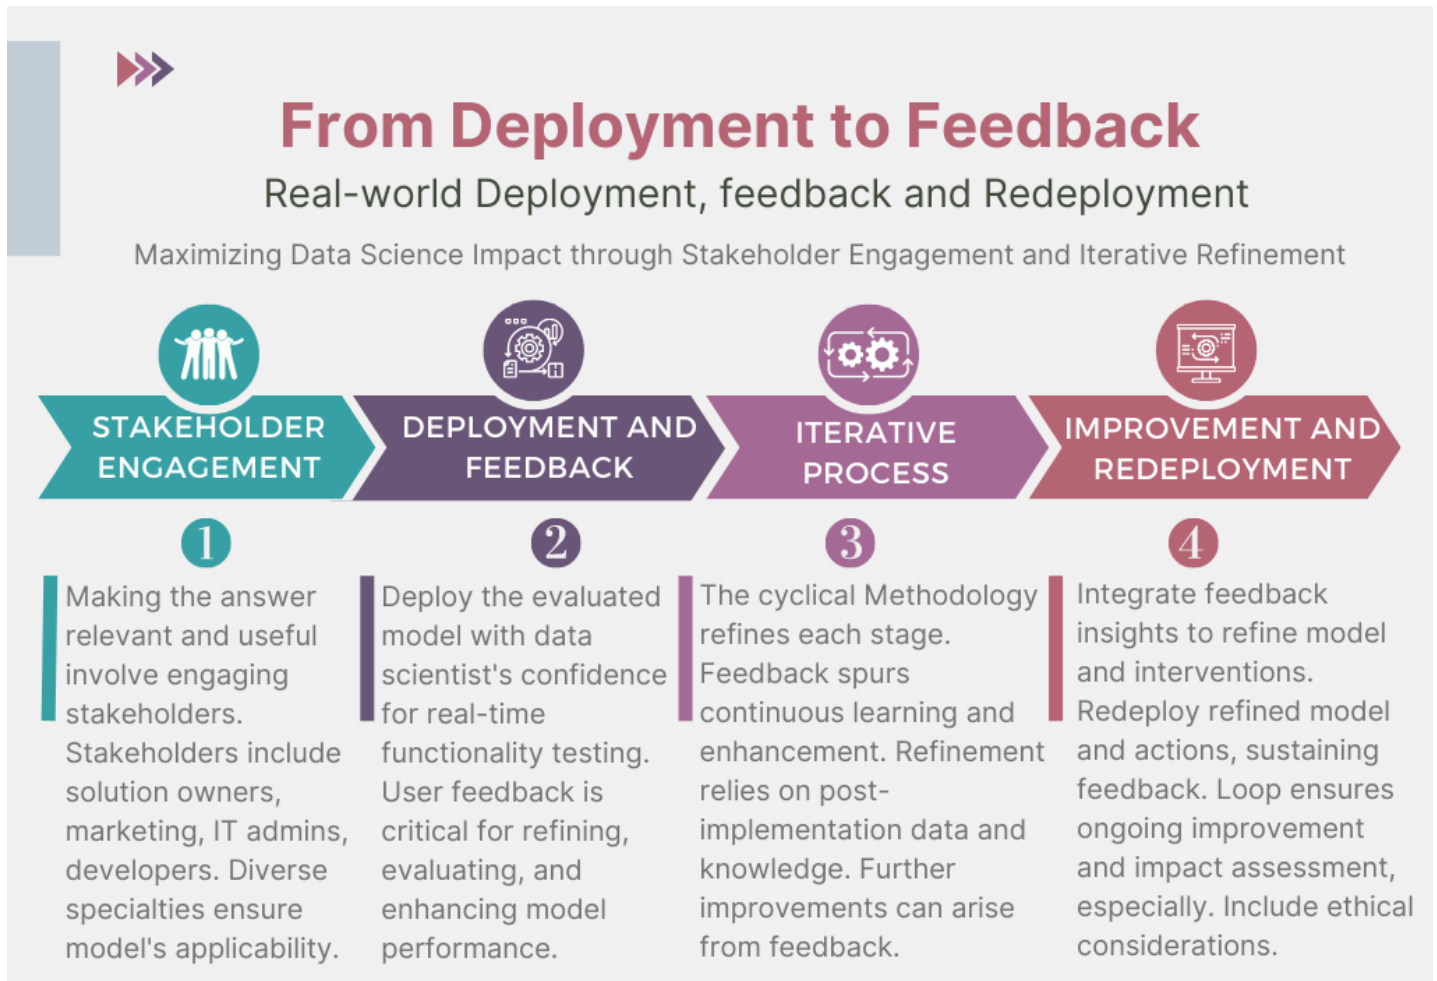 From Deployment to Feedback
Real-world Deployment, feedback and Redeployment
Maximizing Data Science Impact through Stakeholder Engagement and Iterative Refinement
STAKEHOLDER
ENGAGEMENT
1
Making the answer
relevant and useful
involve engaging
stakeholders.
Stakeholders include
solution owners,
marketing, IT admins,
developers. Diverse
specialties ensure
model's applicability.
DEPLOYMENT AND
FEEDBACK
2
Deploy the evaluated
model with data
scientist's confidence
for real-time
functionality testing.
User feedback is
critical for refining,
evaluating, and
enhancing model
performance.
ITERATIVE
PROCESS
3
The cyclical Methodology
refines each stage.
Feedback spurs
continuous learning and
enhancement. Refinement
relies on post-
implementation data and
knowledge. Further
improvements can arise
from feedback.
IMPROVEMENT AND
REDEPLOYMENT
4
Integrate feedback
insights to refine model
and interventions.
Redeploy refined model
and actions, sustaining
feedback. Loop ensures
ongoing improvement
and impact assessment,
especially. Include ethical
considerations.